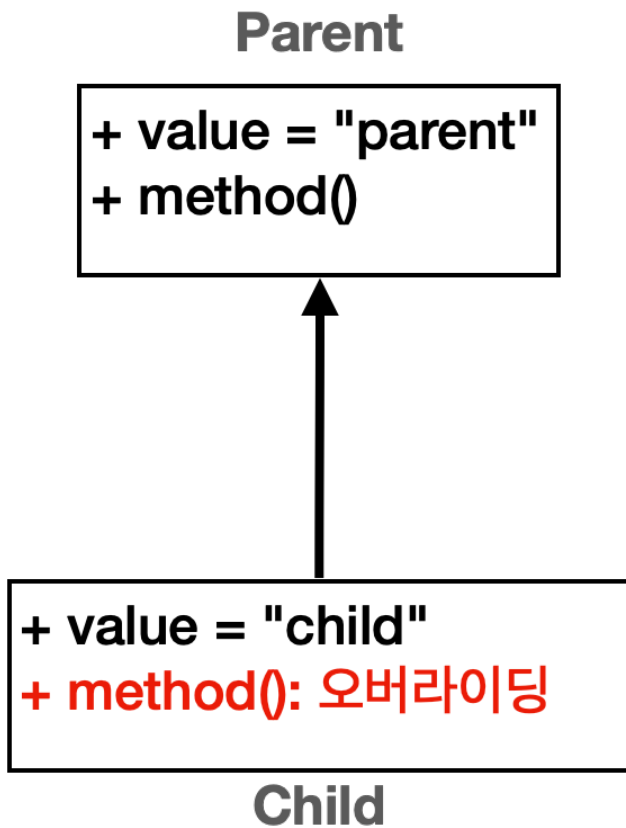 Parent
+ value = "parent"
+ method()
+ value = "child"
+ method(): 오버라이딩
Child